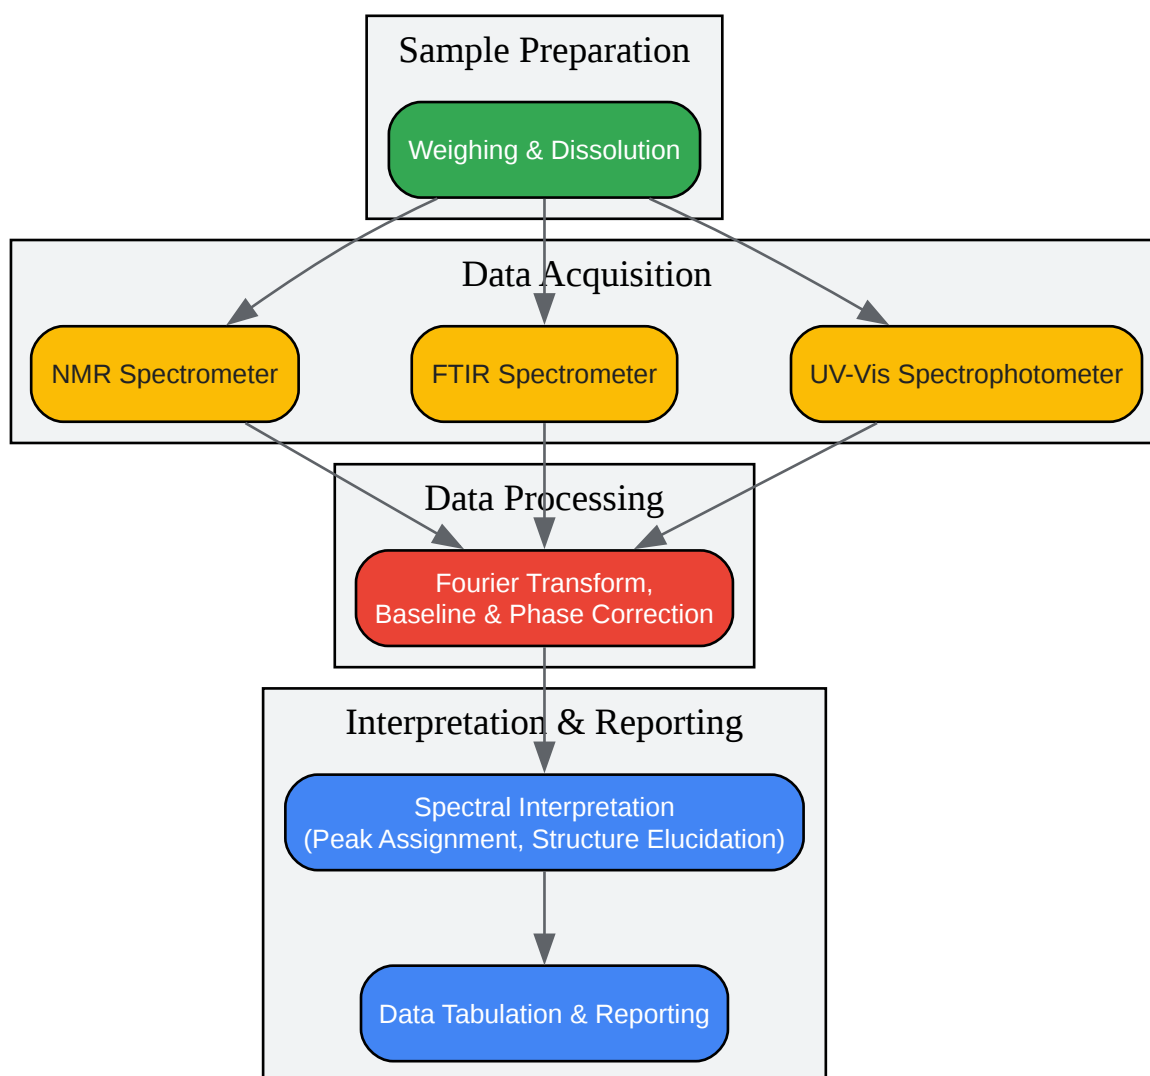 Sample Preparation
Weighing & Dissolution
Data Acquisition
NMR Spectrometer
FTIR Spectrometer
UV-Vis Spectrophotometer
Data Processing
Fourier Transform,
Baseline & Phase Correction
Interpretation & Reporting
Spectral Interpretation
(Peak Assignment, Structure Elucidation)
Data Tabulation & Reporting